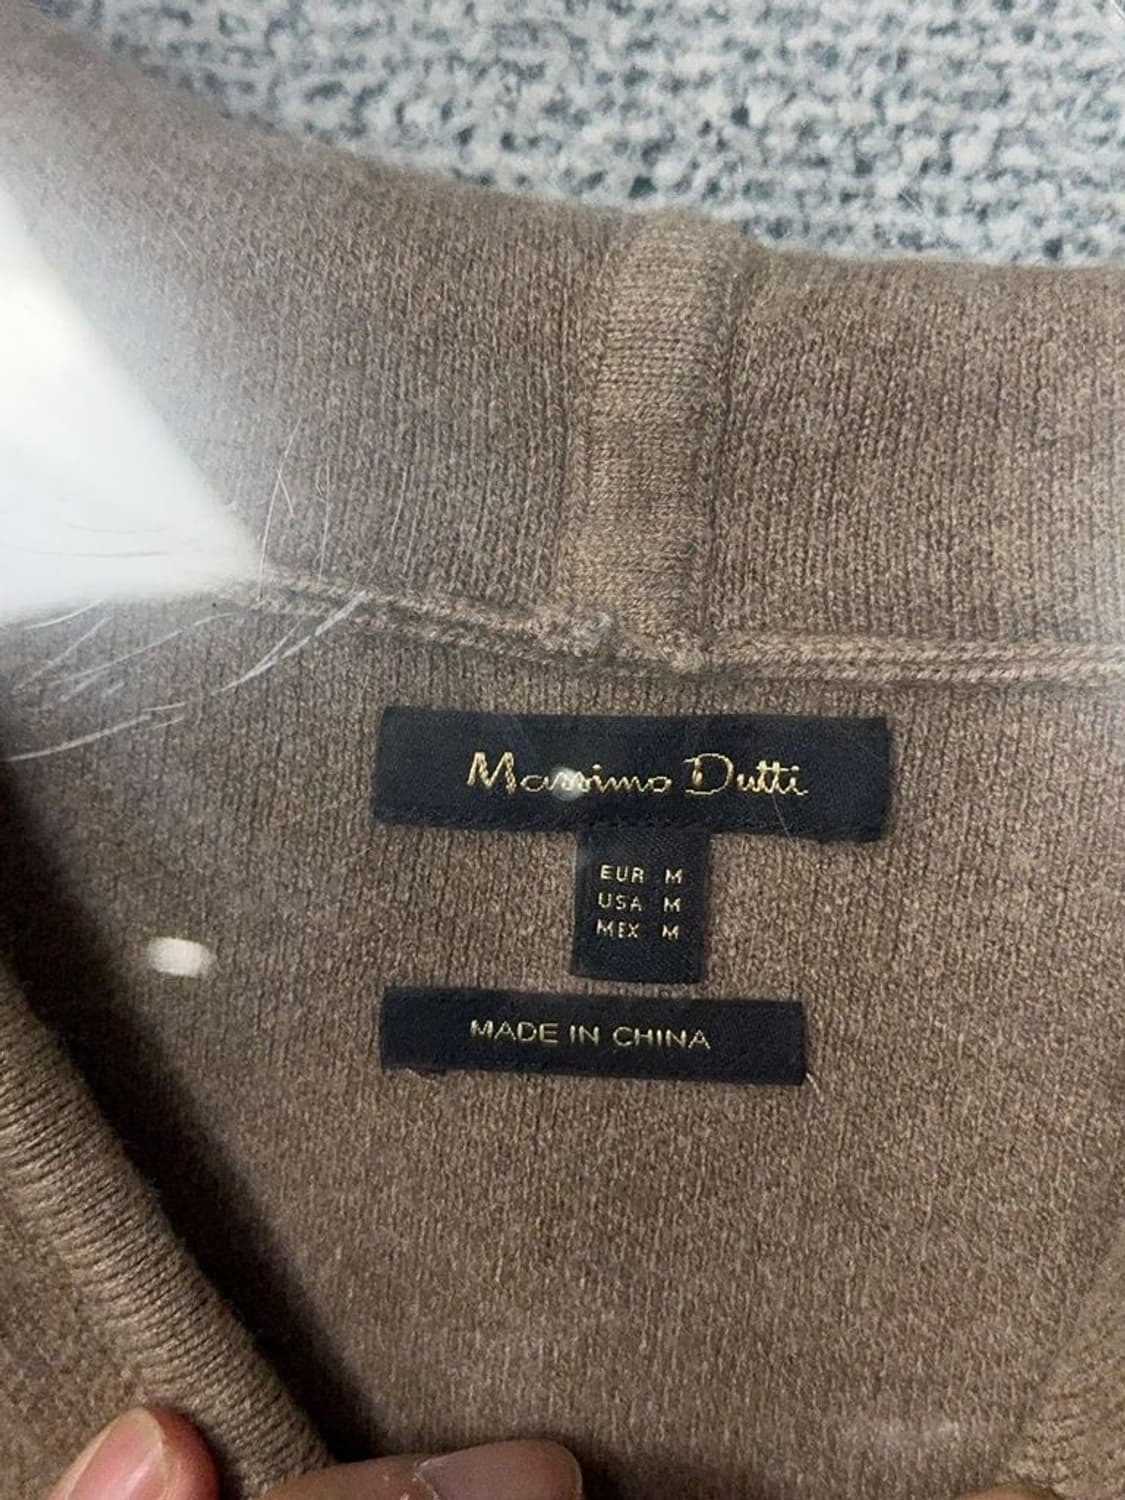 Massimo Dutti
EUR M
USA M
MEX M
MADE IN CHINA